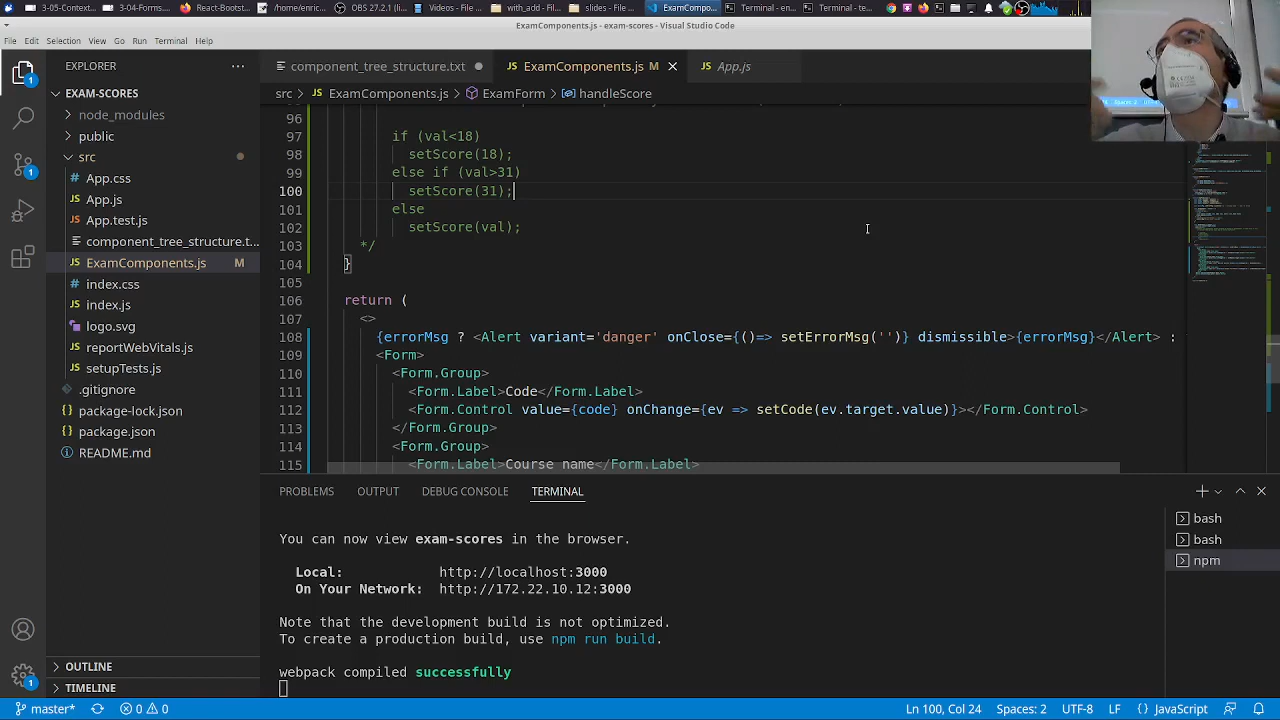 3-05-Context...
3-04-Forms...
React-Bootst...
/home/enric...
OBS 27.2.1 (...
Videos - File...
with_add - Fi...
slides - File...
ExamCompo...
Terminal - en...
Terminal - te...
ExamComponents.js - exam-scores - Visual Studio Code
File Edit Selection View Go Run Terminal Help
EXPLORER
component_tree_structure.txt
JS ExamComponents.js M
JS App.js
src > JS ExamComponents.js > ExamForm > handleScore
EXAM-SCORES
node_modules
public
src
App.css
JS App.js
App.test.js
component_tree_structure.t...
JS ExamComponents.js M
index.css
JS index.js
logo.svg
JS reportWebVitals.js
JS setupTests.js
.gitignore
package-lock.json
package.json
README.md
OUTLINE
TIMELINE
96
97 if (val<18)
98 setScore(18);
99 else if (val>31)
100 setScore(31);
101 else
102 setScore(val);
103 */
104 }
105
106 return (
107 <>
108 {errorMsg ? <Alert variant='danger' onClose={()=> setErrorMsg('')} dismissible>{errorMsg}</Alert> :
109 <Form>
110 <Form.Group>
111 <Form.Label>Code</Form.Label>
112 <Form.Control value={code} onChange={ev => setCode(ev.target.value)}></Form.Control>
113 </Form.Group>
114 <Form.Group>
115 <Form.Label>Course name</Form.Label>
PROBLEMS OUTPUT DEBUG CONSOLE TERMINAL
bash
bash
npm
You can now view exam-scores in the browser.
Local: http://localhost:3000
On Your Network: http://172.22.10.12:3000
Note that the development build is not optimized.
To create a production build, use npm run build.
webpack compiled successfully
master* 0 0 Ln 100, Col 24 Spaces: 2 UTF-8 LF {} JavaScript